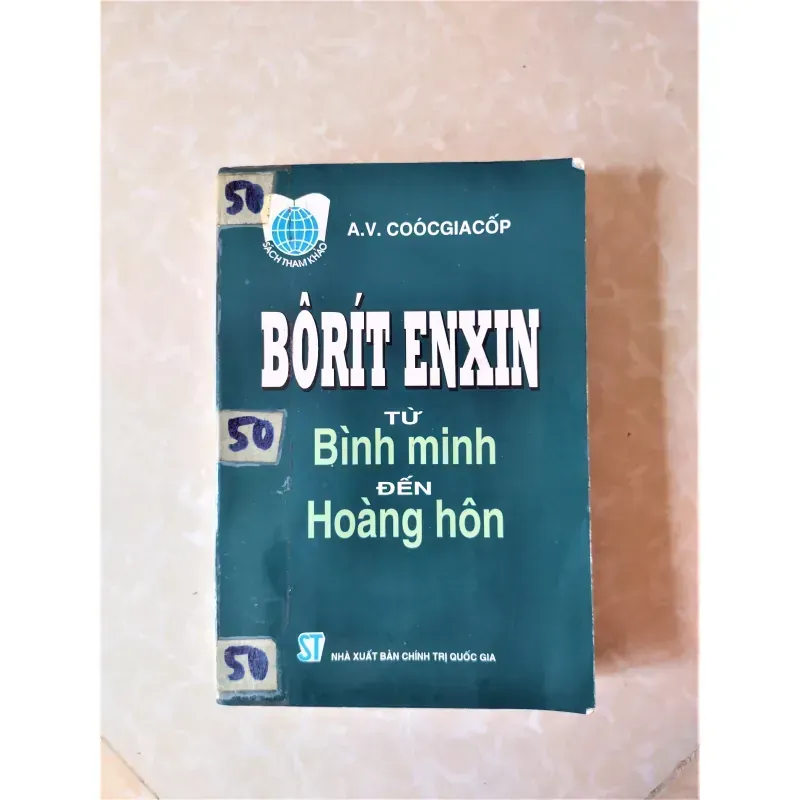 50
SÁCH THAM KHẢO
A.V. COÓCGIACỐP
BÔRÍT ENXIN
TỪ
50
Bình minh
ĐẾN
Hoàng hôn
50
ST
NHÀ XUẤT BẢN CHÍNH TRỊ QUỐC GIA